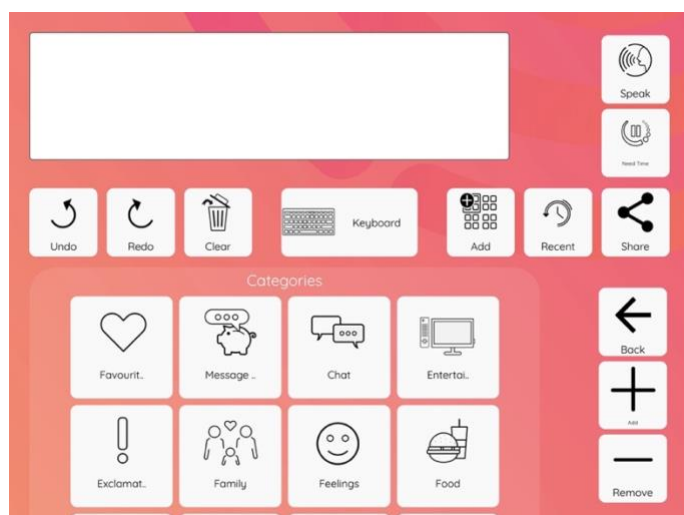 Speak
Need Time
Undo
Redo
Clear
Keyboard
Add
Recent
Share
Categories
Favourit..
Message ..
Chat
Entertai..
Back
Add
Exclamat..
Family
Feelings
Food
Remove